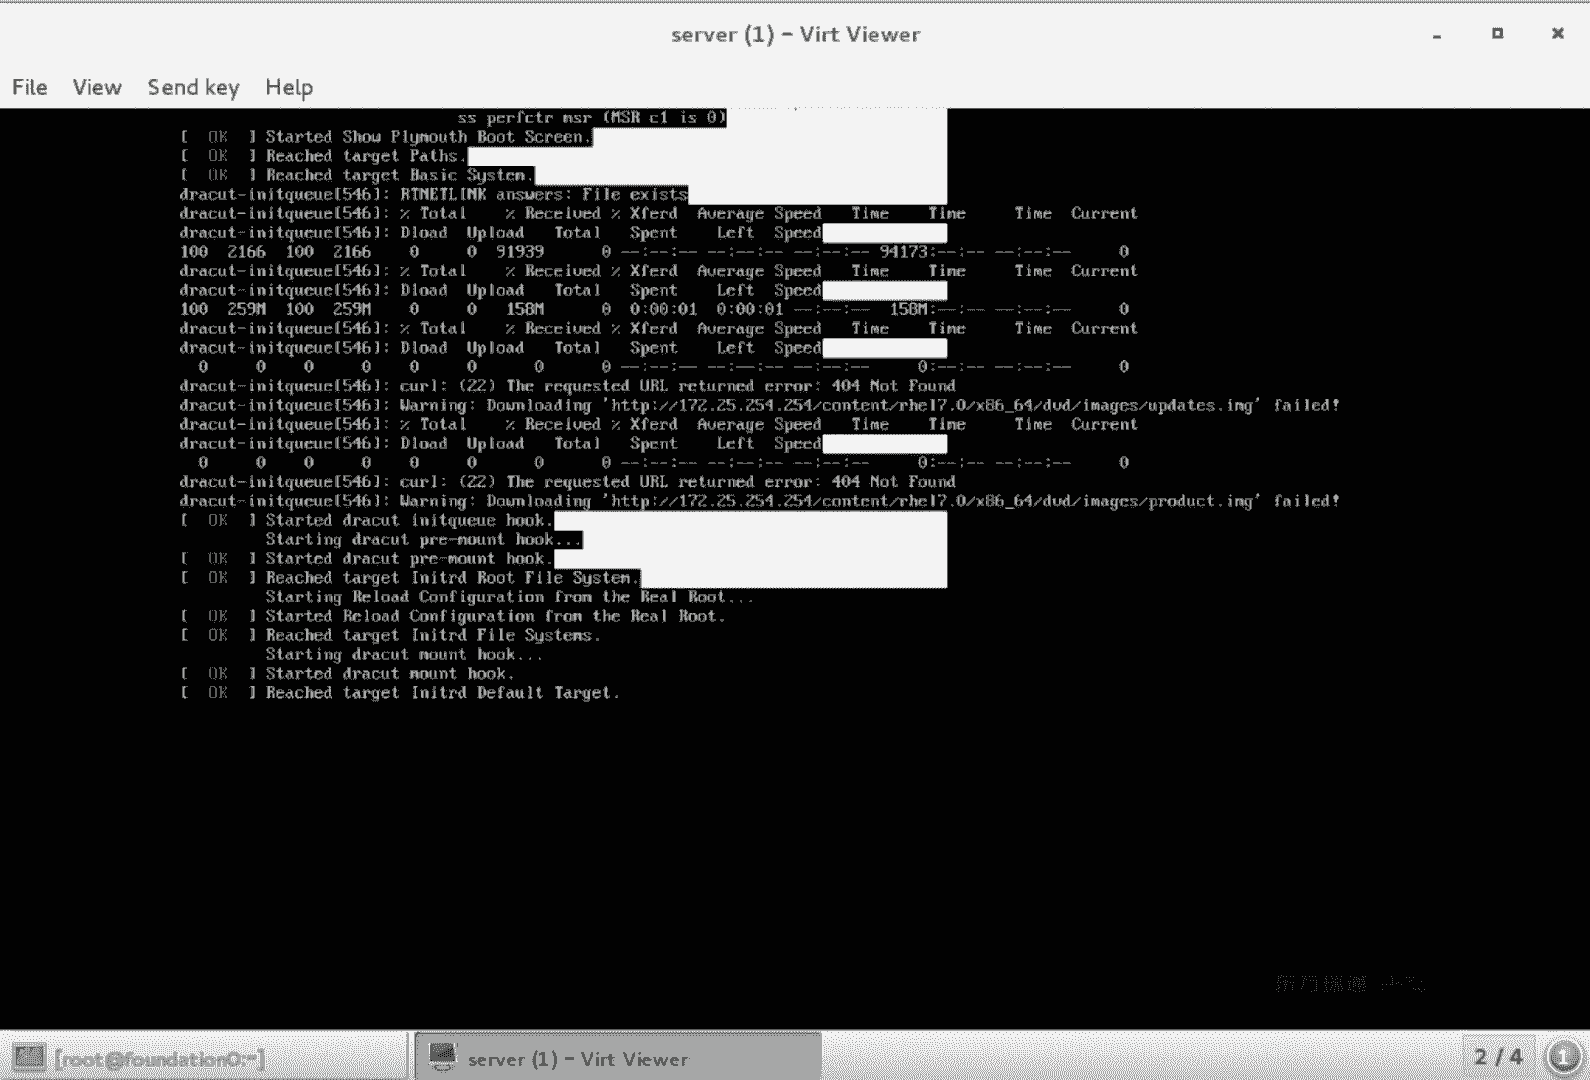 server (1) – Virt Viewer
File View Send key Help
ss perfctr msr (MSR c1 is 0)
[ OK ] Started Show Plymouth Boot Screen.
[ OK ] Reached target Paths.
[ OK ] Reached target Basic System.
dracut-initqueue[546]: RTNETLINK answers: File exists
dracut-initqueue[546]: % Total % Received % Xferd Average Speed Time Time Time Current
dracut-initqueue[546]: Dload Upload Total Spent Left Speed
100 2166 100 2166 0 0 91939 0 --:--:-- --:--:-- --:--:-- 94173:--:-- --:--:-- 0
dracut-initqueue[546]: % Total % Received % Xferd Average Speed Time Time Time Current
dracut-initqueue[546]: Dload Upload Total Spent Left Speed
100 259M 100 259M 0 0 158M 0 0:00:01 0:00:01 --:--:-- 158M:--:-- --:--:-- 0
dracut-initqueue[546]: % Total % Received % Xferd Average Speed Time Time Time Current
dracut-initqueue[546]: Dload Upload Total Spent Left Speed
0 0 0 0 0 0 0 0 --:--:-- --:--:-- --:--:-- 0:--:-- --:--:-- 0
dracut-initqueue[546]: curl: (22) The requested URL returned error: 404 Not Found
dracut-initqueue[546]: Warning: Downloading 'http://172.25.254.254/content/rhel7.0/x86_64/dvd/images/updates.img' failed!
dracut-initqueue[546]: % Total % Received % Xferd Average Speed Time Time Time Current
dracut-initqueue[546]: Dload Upload Total Spent Left Speed
0 0 0 0 0 0 0 0 --:--:-- --:--:-- --:--:-- 0:--:-- --:--:-- 0
dracut-initqueue[546]: curl: (22) The requested URL returned error: 404 Not Found
dracut-initqueue[546]: Warning: Downloading 'http://172.25.254.254/content/rhel7.0/x86_64/dvd/images/product.img' failed!
[ OK ] Started dracut initqueue hook.
Starting dracut pre-mount hook...
[ OK ] Started dracut pre-mount hook.
[ OK ] Reached target Initrd Root File System.
Starting Reload Configuration from the Real Root...
[ OK ] Started Reload Configuration from the Real Root.
[ OK ] Reached target Initrd File Systems.
Starting dracut mount hook...
[ OK ] Started dracut mount hook.
[ OK ] Reached target Initrd Default Target.
[root@foundation0:~]
server (1) – Virt Viewer
2 / 4
1